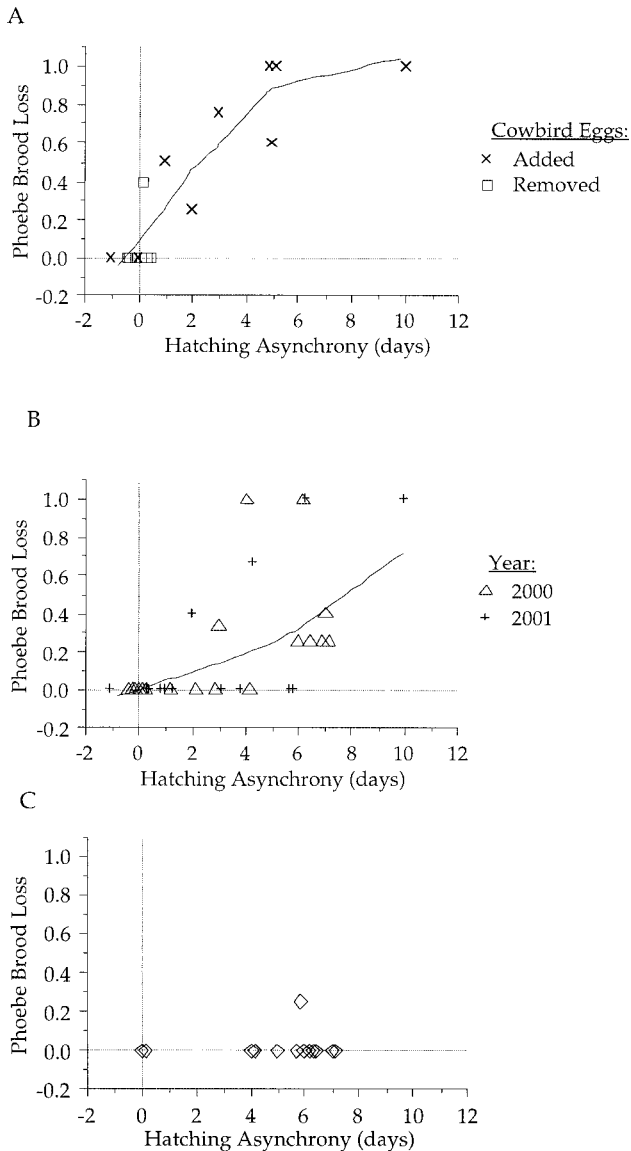 A
1.0
0.8
0.6
0.4
0.2
0.0
-0.2
Phoebe Brood Loss
-2 0 2 4 6 8 10 12
Hatching Asynchrony (days)
Cowbird Eggs:
Added
Removed
B
1.0
0.8
0.6
0.4
0.2
0.0
-0.2
Phoebe Brood Loss
-2 0 2 4 6 8 10 12
Hatching Asynchrony (days)
Year:
2000
2001
C
1.0
0.8
0.6
0.4
0.2
0.0
-0.2
Phoebe Brood Loss
-2 0 2 4 6 8 10 12
Hatching Asynchrony (days)